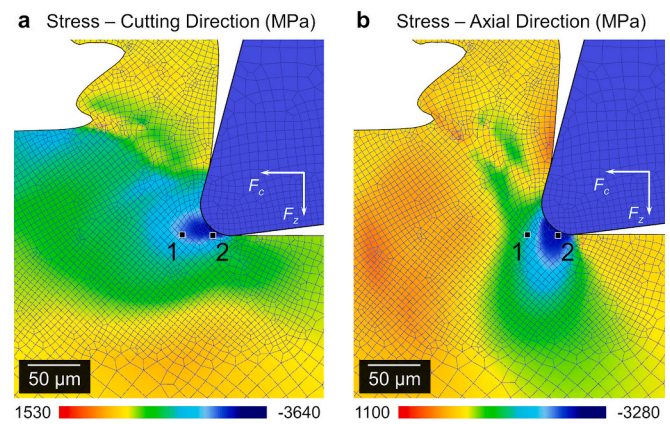 a Stress – Cutting Direction (MPa)
b Stress – Axial Direction (MPa)
Fc
Fz
1 2
50 µm
1530 -3640
Fc
Fz
1 2
50 µm
1100 -3280